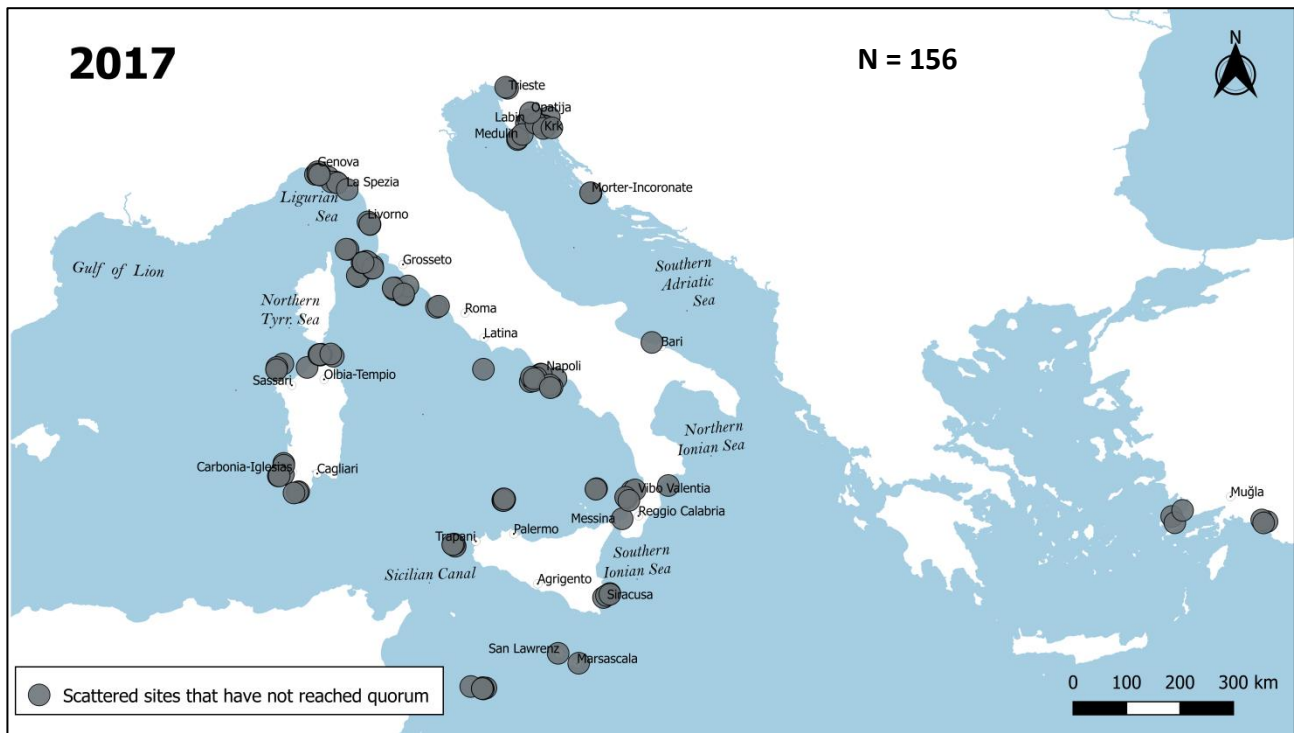 2017
N = 156
N
Trieste
Opatija
Labin
Krk
Medulin
Genova
La Spezia
Morter-Incoronate
Ligurian
Sea
Livorno
Gulf of Lion
Grosseto
Southern
Adriatic
Sea
Northern
Tyrr. Sea
Roma
Latina
Bari
Napoli
Sassari
Olbia-Tempio
Northern
Ionian Sea
Carbonia-Iglesias
Cagliari
Vibo Valentia
Muğla
Messina
Reggio Calabria
Palermo
Trapani
Southern
Ionian Sea
Sicilian Canal
Agrigento
Siracusa
San Lawrenz
Marsascala
Scattered sites that have not reached quorum
0 100 200 300 km